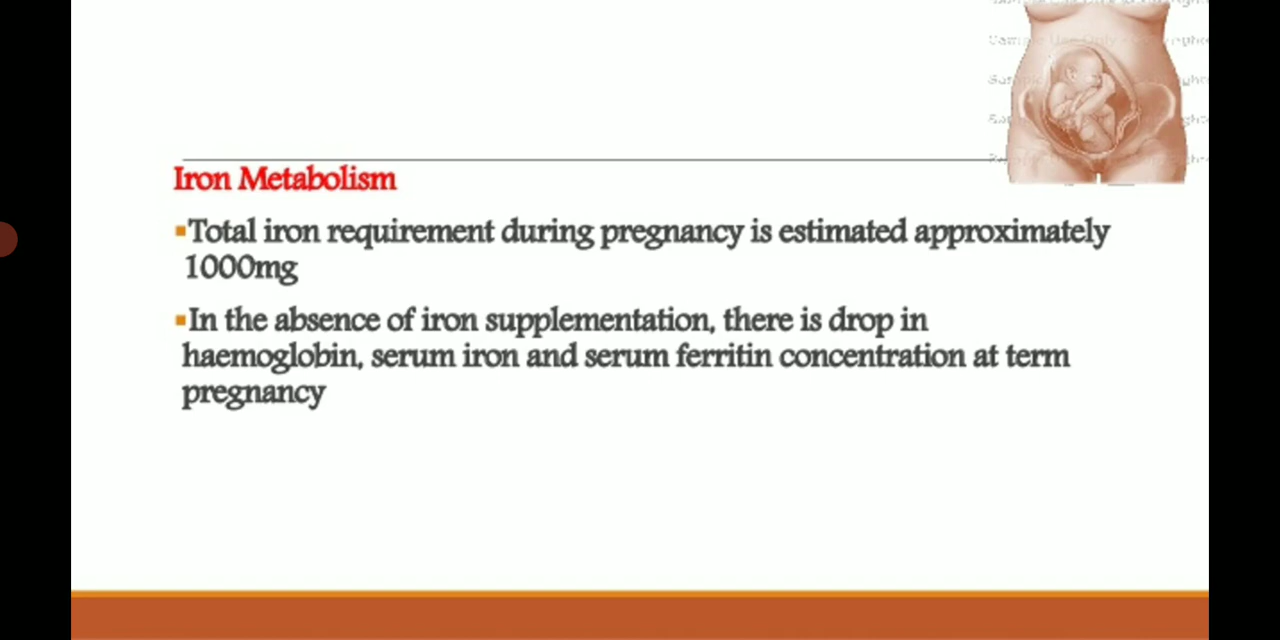 Iron Metabolism
▪Total iron requirement during pregnancy is estimated approximately
1000mg
▪In the absence of iron supplementation, there is drop in
haemoglobin, serum iron and serum ferritin concentration at term
pregnancy